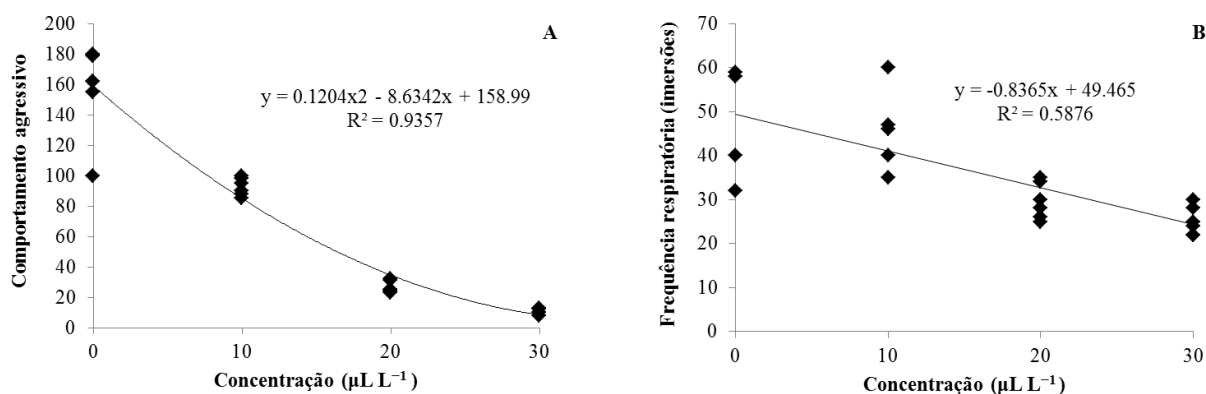 A
Comportamento agressivo
200
180
160
140
120
100
80
60
40
20
0
y = 0.1204x2 - 8.6342x + 158.99
R² = 0.9357
0 10 20 30
Concentração (µL L⁻¹ )
B
Frequência respiratória (imersões)
70
60
50
40
30
20
10
0
y = -0.8365x + 49.465
R² = 0.5876
0 10 20 30
Concentração (µL L⁻¹ )